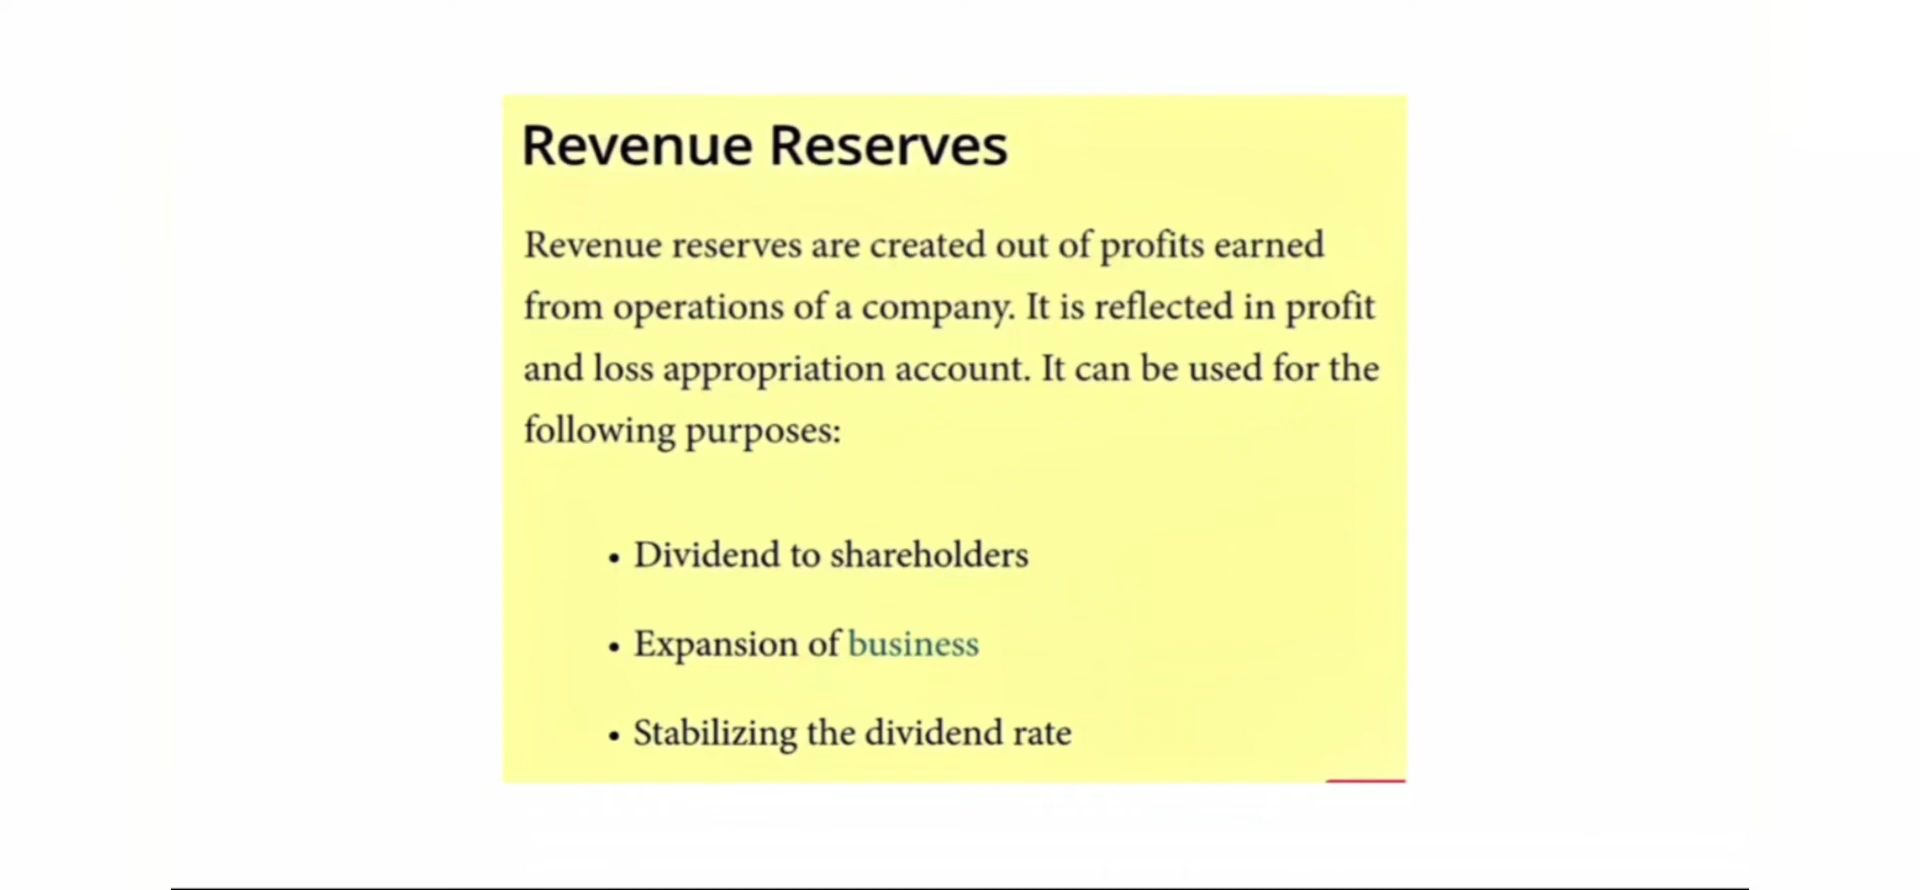 Revenue Reserves
Revenue reserves are created out of profits earned
from operations of a company. It is reflected in profit
and loss appropriation account. It can be used for the
following purposes:
• Dividend to shareholders
• Expansion of business
• Stabilizing the dividend rate